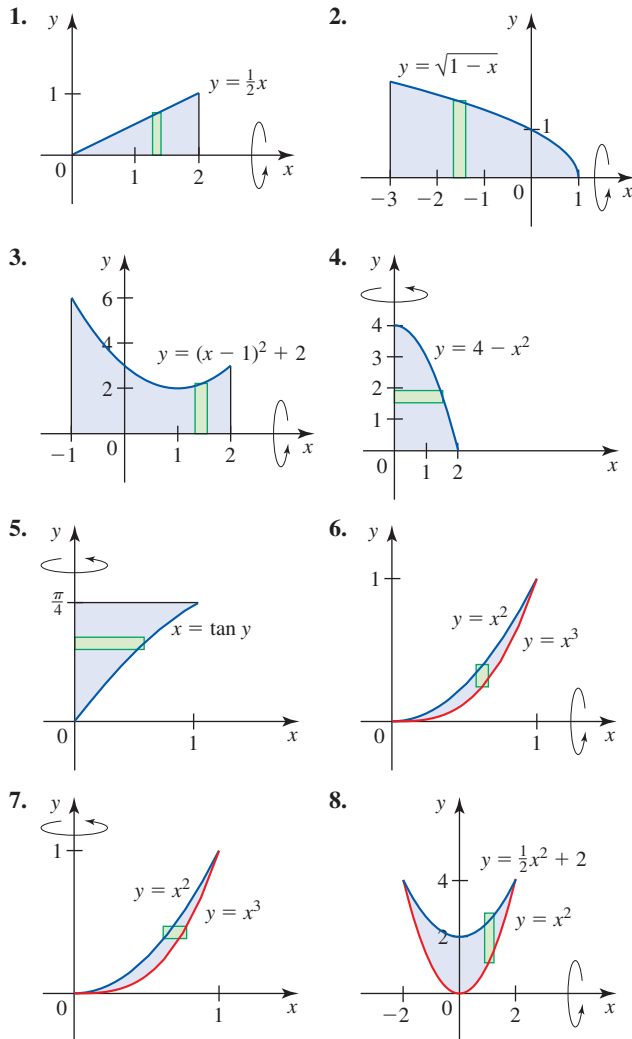 1.
y
y = 1/2 x
1
0
1
2
x
2.
y
y = √(1 − x)
1
−3
−2
−1
0
1
x
3.
y
6
4
y = (x − 1)² + 2
2
−1
0
1
2
x
4.
y
4
y = 4 − x²
3
2
1
0
1
2
x
5.
y
π/4
x = tan y
0
1
x
6.
y
1
y = x²
y = x³
0
1
x
7.
y
1
y = x²
y = x³
0
1
x
8.
y
y = 1/2 x² + 2
4
y = x²
2
−2
0
2
x